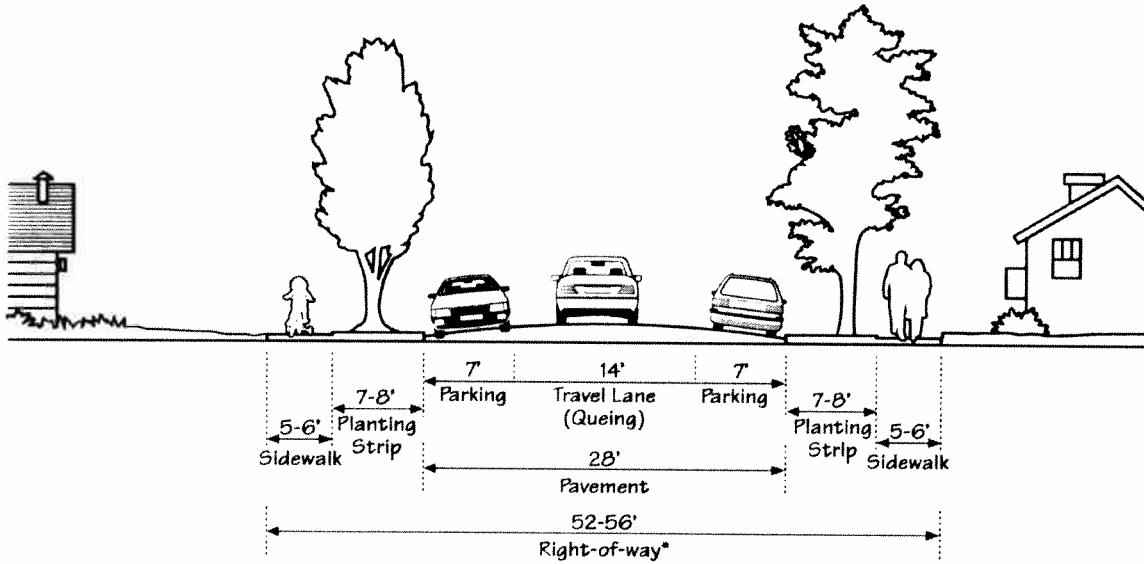 7'
Parking
14'
Travel Lane
(Queing)
7'
Parking
7-8'
Planting
Strip
7-8'
Planting
Strip
5-6'
Sidewalk
5-6'
Sidewalk
28'
Pavement
52-56'
Right-of-way*